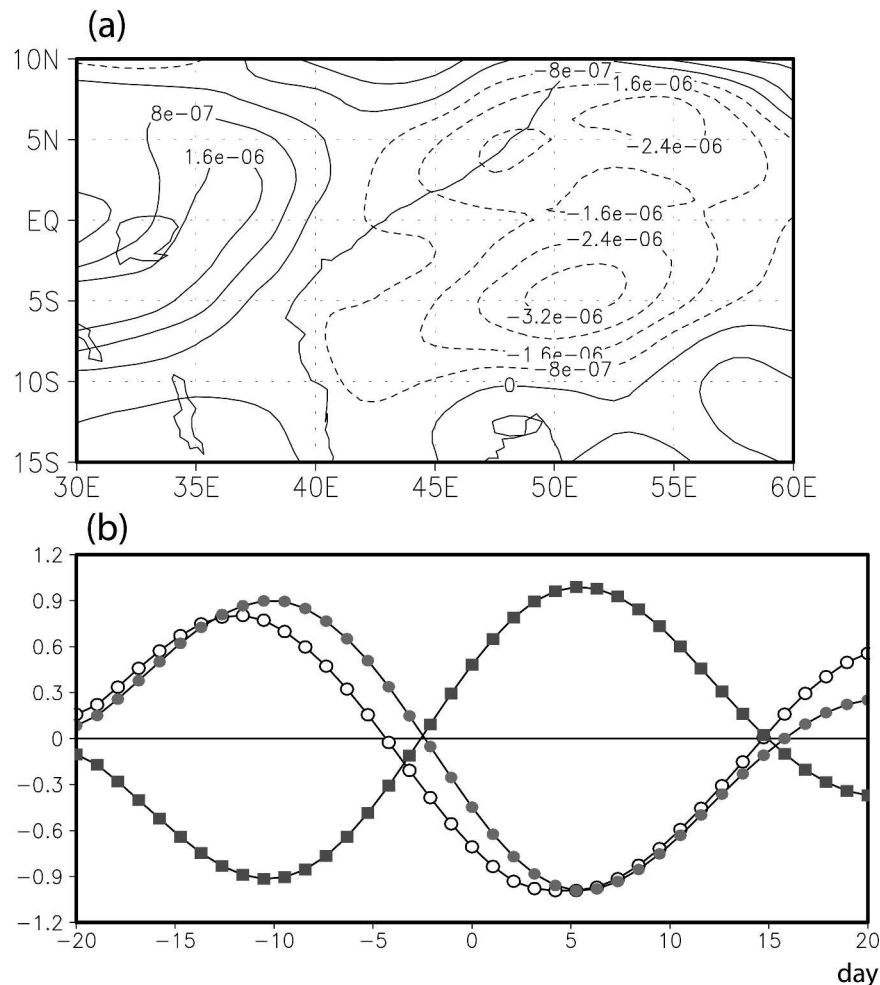 (a)
10N
5N
EQ
5S
10S
15S
8e-07
1.6e-06
-8e-07
1.6e-06
-2.4e-06
-1.6e-06
-2.4e-06
-3.2e-06
-1.6e-06
-8e-07
0
30E 35E 40E 45E 50E 55E 60E
(b)
1.2
0.9
0.6
0.3
0
-0.3
-0.6
-0.9
-1.2
-20 -15 -10 -5 0 5 10 15 20
day